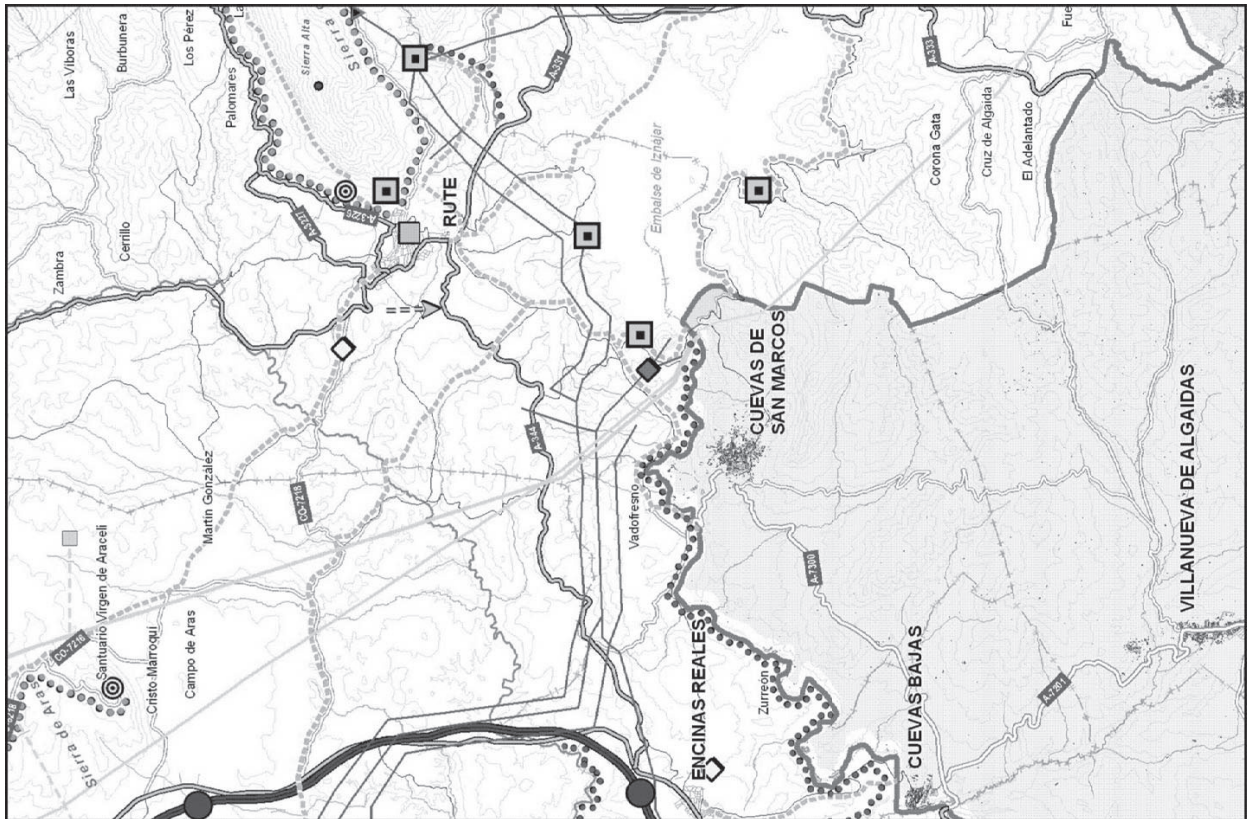 Sierra de Aras
CO-7216
Santuario Virgen de Araceli
Cristo-Marroquí
Campo de Aras
Martín González
CO-7218
Zambra
Cerrillo
Las Viboras
Burbunera
Los Pérez
Palomares
Sierra Alta
Sierra
A-3227
A-3226
RUTE
A-331
A-344
Vadofresno
Embalse de Iznájar
ENCINAS REALES
Zurreón
CUEVAS DE
SAN MARCOS
A-7300
CUEVAS BAJAS
A-333
Corona Gata
Cruz de Algaida
El Adelantado
A-7201
VILLANUEVA DE ALGAIDAS